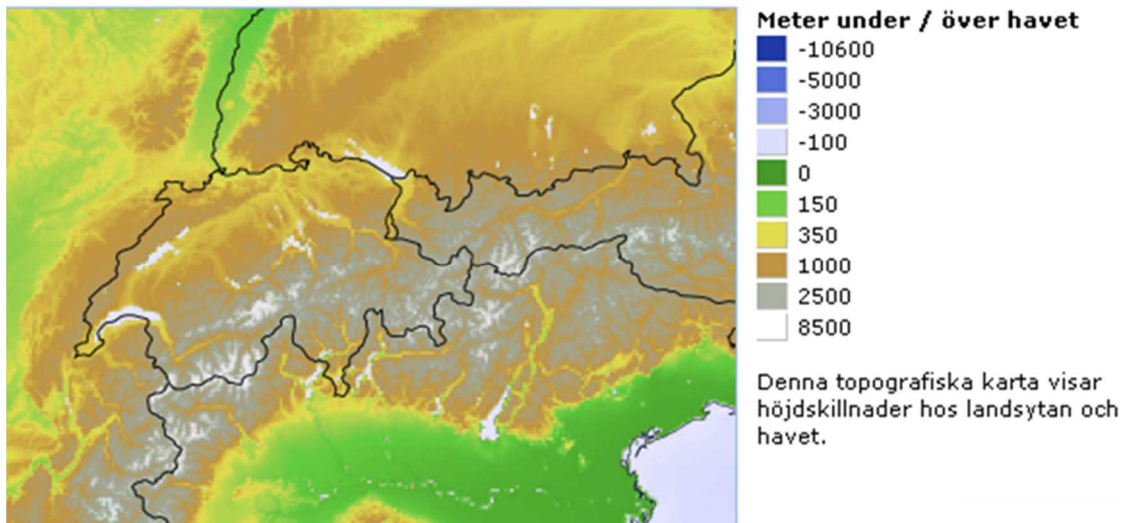 Meter under / över havet
-10600
-5000
-3000
-100
0
150
350
1000
2500
8500
Denna topografiska karta visar
höjdskillnader hos landsytan och
havet.